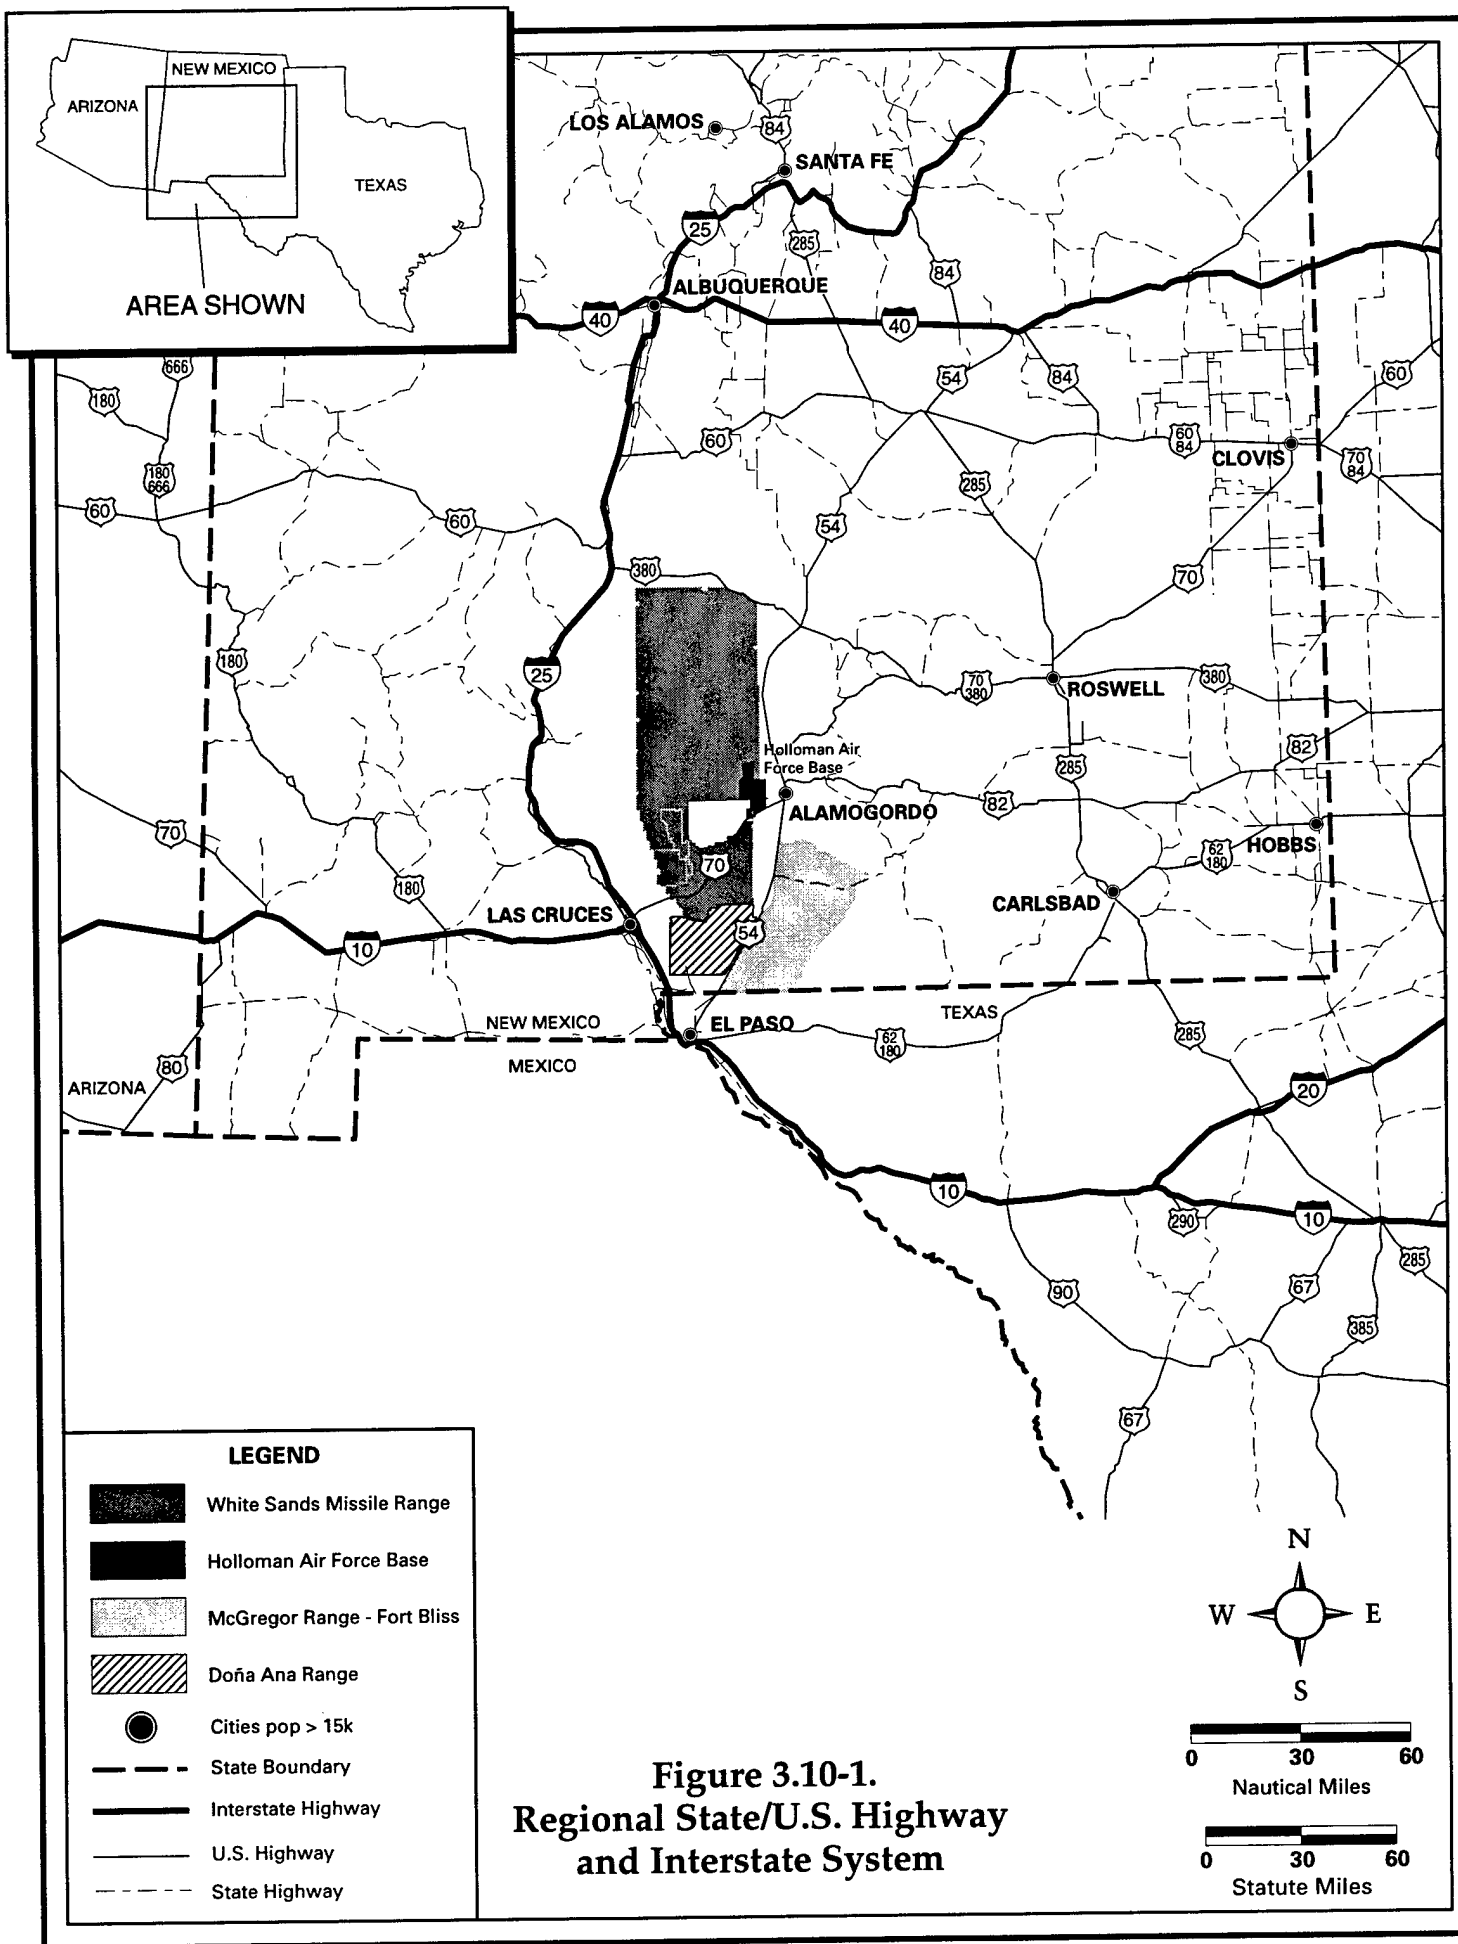 NEW MEXICO
ARIZONA
TEXAS
AREA SHOWN
LOS ALAMOS
84
SANTA FE
25
285
84
ALBUQUERQUE
40
40
666
180
54
84
60
60
60
84
CLOVIS
70
84
180
666
285
60
60
54
380
70
180
25
70
380
ROSWELL
380
Holloman Air
Force Base
82
285
ALAMOGORDO
82
70
HOBBS
62
180
70
180
CARLSBAD
LAS CRUCES
54
10
NEW MEXICO
EL PASO
TEXAS
62
180
285
MEXICO
80
ARIZONA
20
10
290
10
285
90
67
385
67
LEGEND
White Sands Missile Range
Holloman Air Force Base
McGregor Range - Fort Bliss
Doña Ana Range
Cities pop > 15k
State Boundary
Interstate Highway
U.S. Highway
State Highway
N
W E
S
0 30 60
Nautical Miles
0 30 60
Statute Miles
Figure 3.10-1.
Regional State/U.S. Highway
and Interstate System